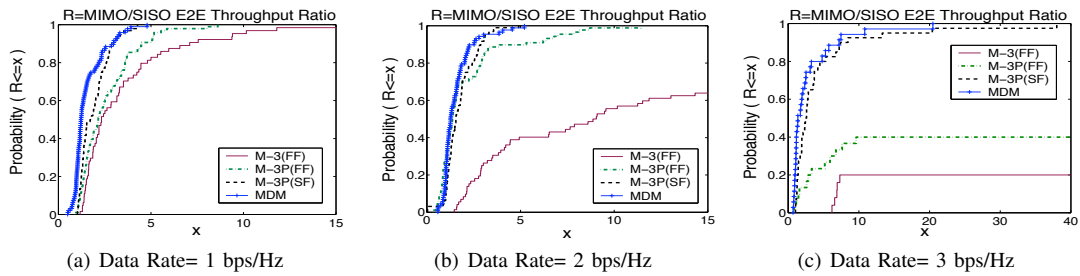 R=MIMO/SISO E2E Throughput Ratio
Probability ( R<=x )
1
0.8
0.6
0.4
0.2
0
0
5
10
15
x
M-3(FF)
M-3P(FF)
M-3P(SF)
MDM
(a) Data Rate= 1 bps/Hz
R=MIMO/SISO E2E Throughput Ratio
Probability ( R<=x )
1
0.8
0.6
0.4
0.2
0
0
5
10
15
x
M-3(FF)
M-3P(FF)
M-3P(SF)
MDM
(b) Data Rate= 2 bps/Hz
R=MIMO/SISO E2E Throughput Ratio
Probability ( R<=x )
1
0.8
0.6
0.4
0.2
0
0
10
20
30
40
x
M-3(FF)
M-3P(FF)
M-3P(SF)
MDM
(c) Data Rate= 3 bps/Hz